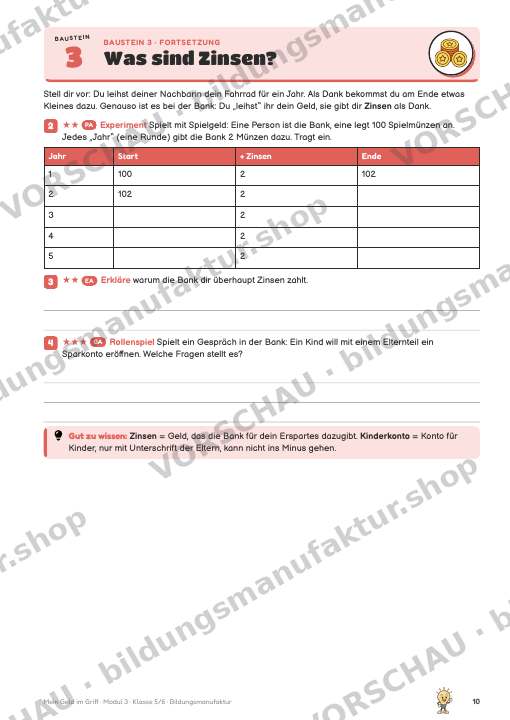 BAUSTEIN
3
BAUSTEIN 3 · FORTSETZUNG
Was sind Zinsen?
Stell dir vor: Du leihst deiner Nachbarin dein Fahrrad für ein Jahr. Als Dank bekommst du am Ende etwas
Kleines dazu. Genauso ist es bei der Bank: Du „leihst“ ihr dein Geld, sie gibt dir Zinsen als Dank.
2 ★★ PA Experiment Spielt mit Spielgeld: Eine Person ist die Bank, eine legt 100 Spielmünzen an.
Jedes „Jahr“ (eine Runde) gibt die Bank 2 Münzen dazu. Tragt ein.
Jahr Start + Zinsen Ende
1 100 2 102
2 102 2
3 2
4 2
5 2
3 ★★ EA Erkläre warum die Bank dir überhaupt Zinsen zahlt.
4 ★★★ GA Rollenspiel Spielt ein Gespräch in der Bank: Ein Kind will mit einem Elternteil ein
Sparkonto eröffnen. Welche Fragen stellt es?
Gut zu wissen: Zinsen = Geld, das die Bank für dein Erspartes dazugibt. Kinderkonto = Konto für
Kinder, nur mit Unterschrift der Eltern, kann nicht ins Minus gehen.
Mein Geld im Griff · Modul 3 · Klasse 5/6 · Bildungsmanufaktur
10
VORSCHAU · bildungsmanufaktur.shop